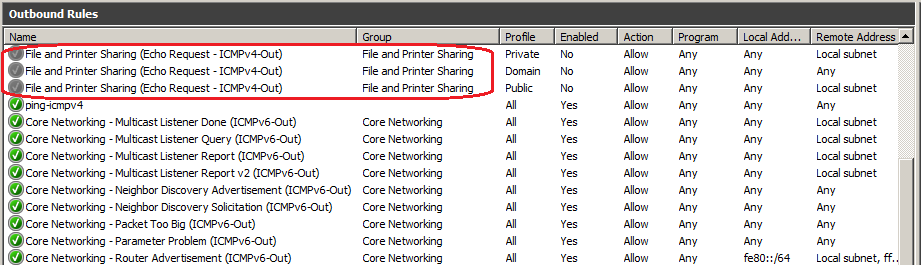 Outbound Rules
Name Group Profile Enabled Action Program Local Add... Remote Address
File and Printer Sharing (Echo Request - ICMPv4-Out) File and Printer Sharing Private No Allow Any Any Local subnet
File and Printer Sharing (Echo Request - ICMPv4-Out) File and Printer Sharing Domain No Allow Any Any Any
File and Printer Sharing (Echo Request - ICMPv4-Out) File and Printer Sharing Public No Allow Any Any Local subnet
ping-icmpv4 All Yes Allow Any Any Any
Core Networking - Multicast Listener Done (ICMPv6-Out) Core Networking All Yes Allow Any Any Local subnet
Core Networking - Multicast Listener Query (ICMPv6-Out) Core Networking All Yes Allow Any Any Local subnet
Core Networking - Multicast Listener Report (ICMPv6-Out) Core Networking All Yes Allow Any Any Local subnet
Core Networking - Multicast Listener Report v2 (ICMPv6-Out) Core Networking All Yes Allow Any Any Local subnet
Core Networking - Neighbor Discovery Advertisement (ICMPv6-Out) Core Networking All Yes Allow Any Any Any
Core Networking - Neighbor Discovery Solicitation (ICMPv6-Out) Core Networking All Yes Allow Any Any Any
Core Networking - Packet Too Big (ICMPv6-Out) Core Networking All Yes Allow Any Any Any
Core Networking - Parameter Problem (ICMPv6-Out) Core Networking All Yes Allow Any Any Any
Core Networking - Router Advertisement (ICMPv6-Out) Core Networking All Yes Allow Any fe80::/64 Local subnet, ff...